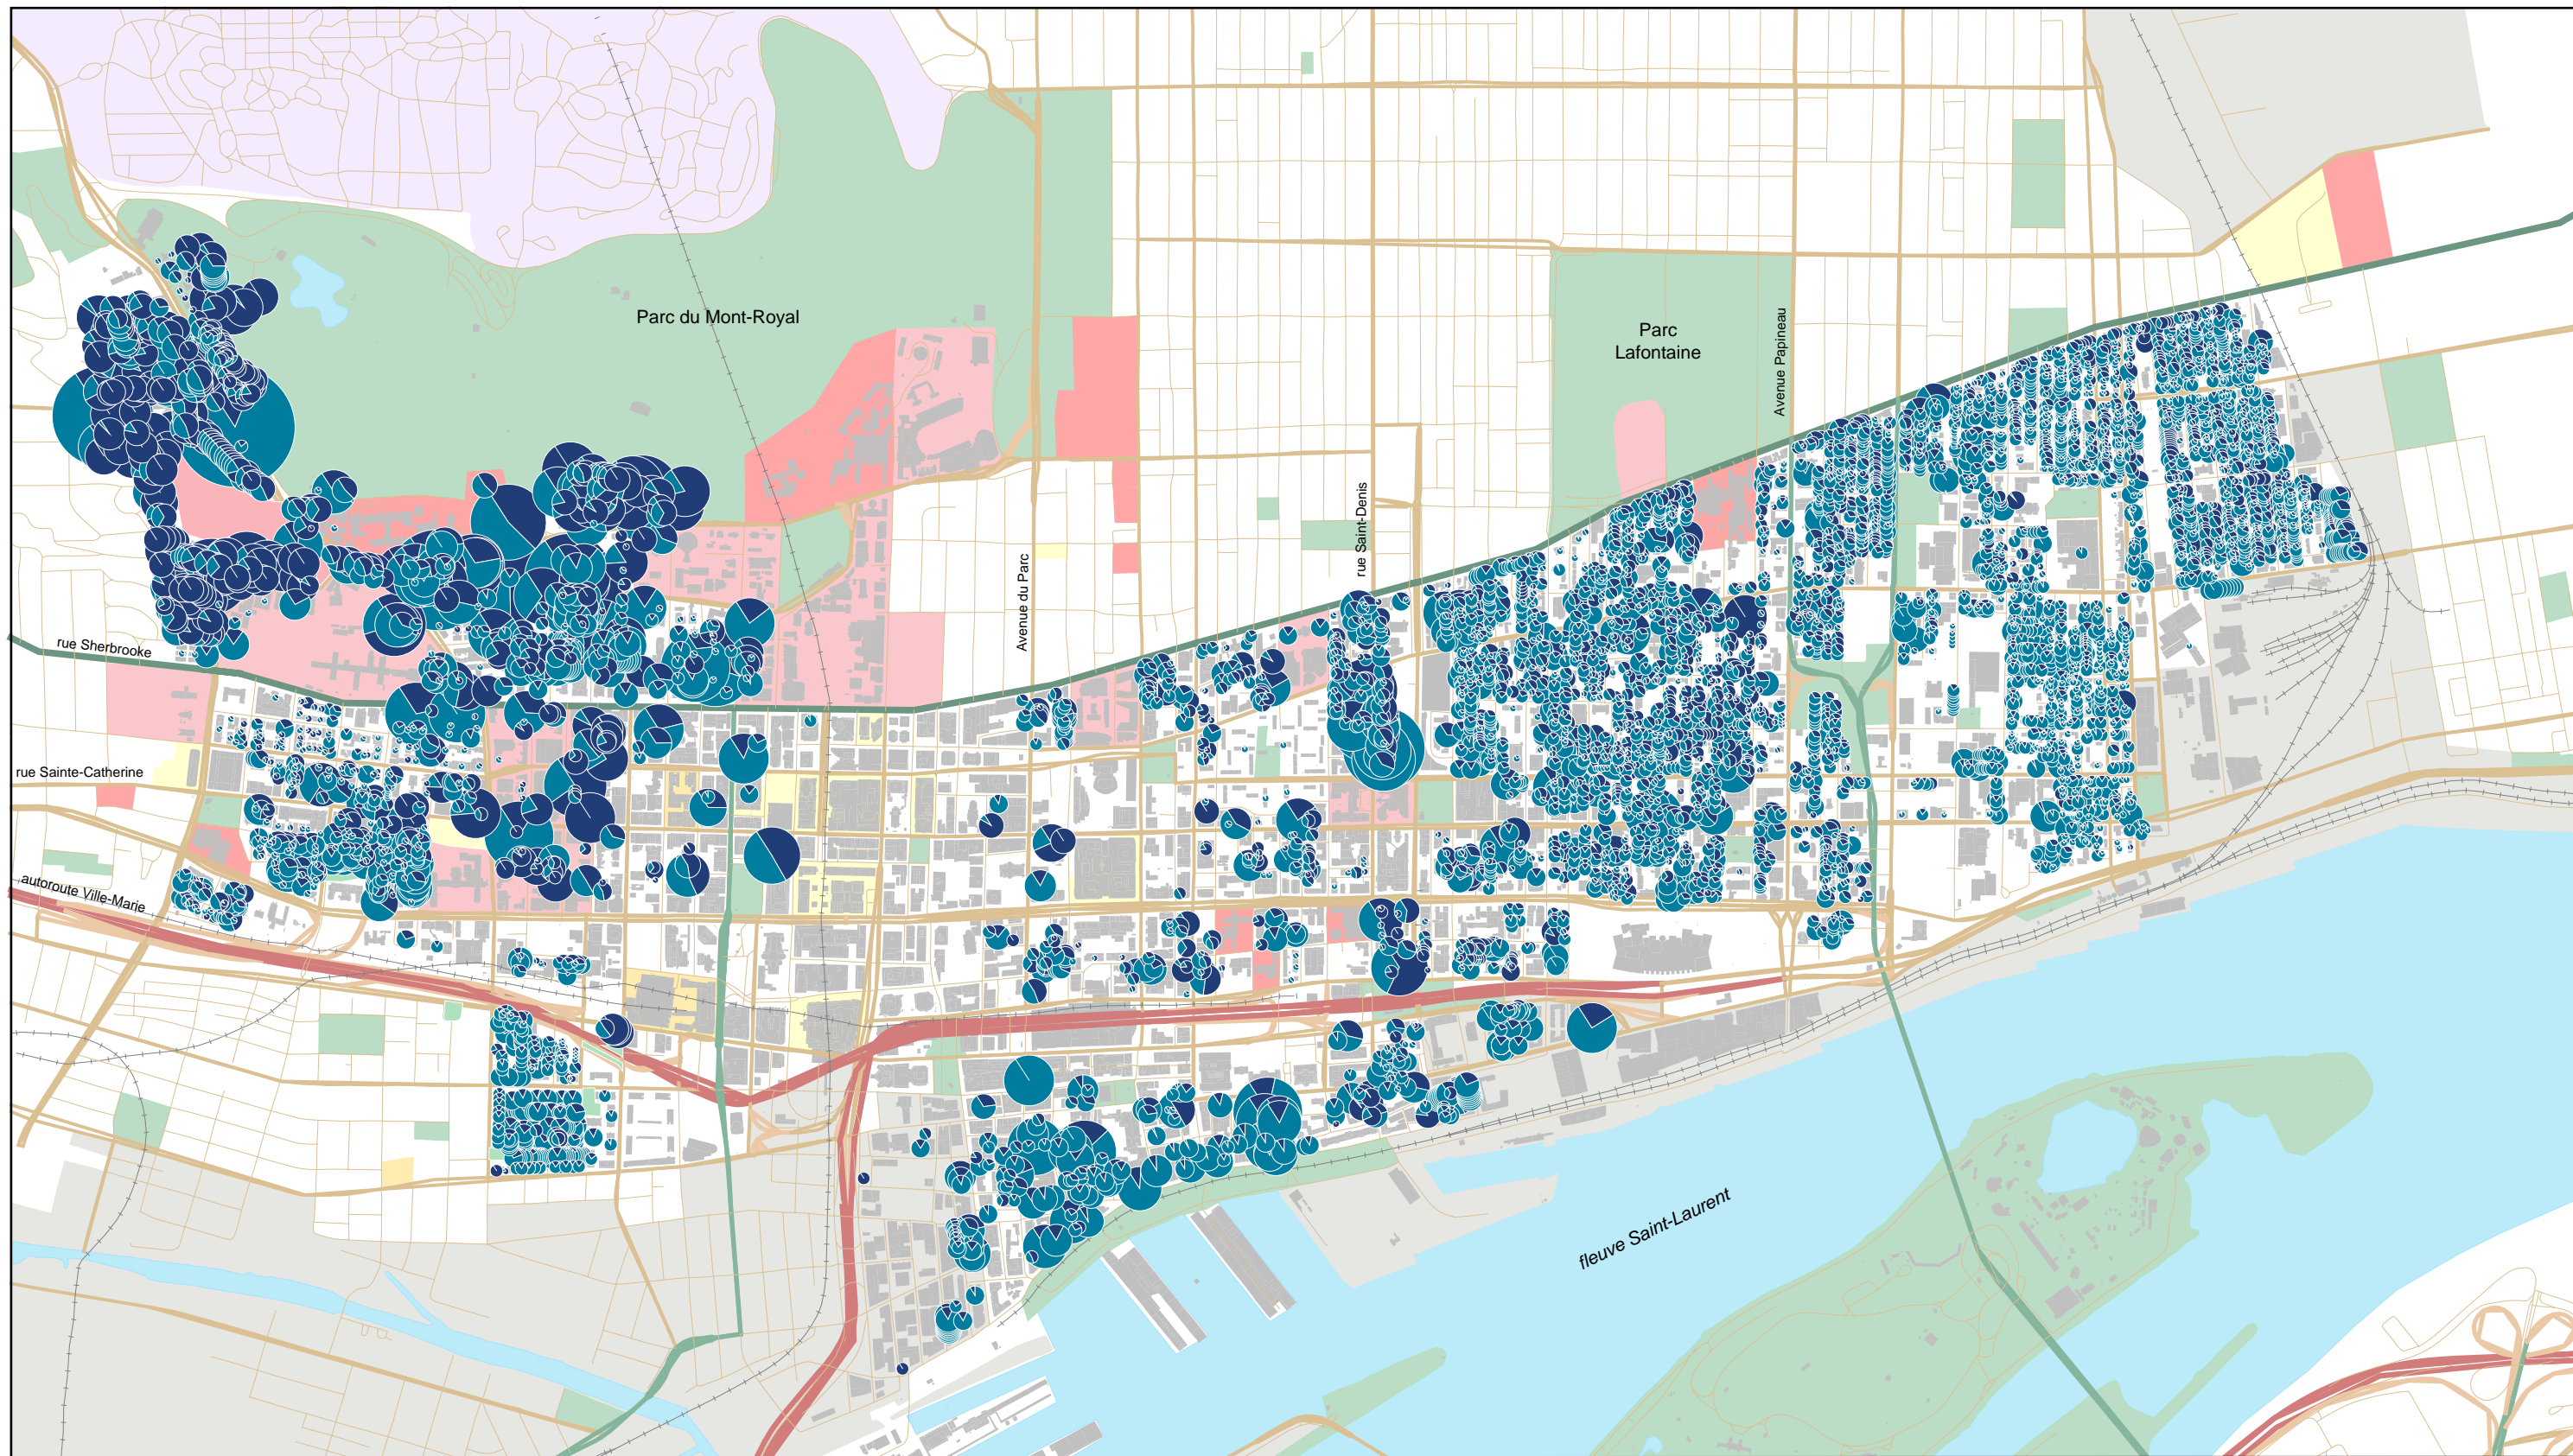 Parc du Mont-Royal
Parc
Lafontaine
Avenue Papineau
rue Saint-Denis
Avenue du Parc
rue Sherbrooke
rue Sainte-Catherine
autoroute Ville-Marie
fleuve Saint-Laurent